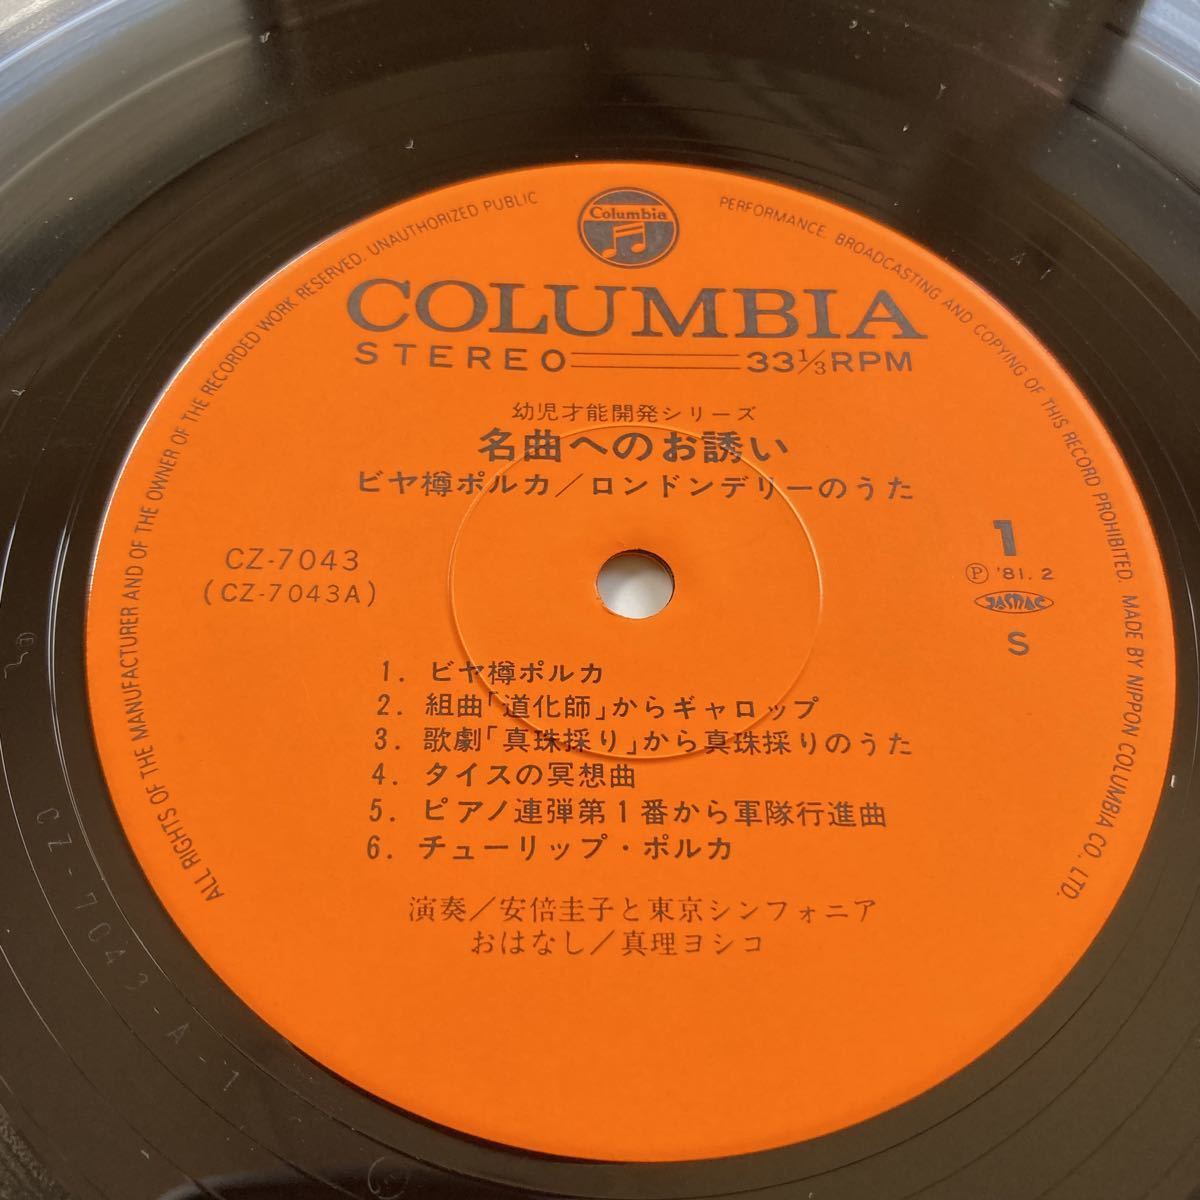 Columbia
COLUMBIA
STEREO 33⅓RPM
幼児才能開発シリーズ
名曲へのお誘い
ビヤ樽ポルカ/ロンドンデリーのうた
CZ-7043
(CZ-7043A)
1
Ⓟ '81.2
JASRAC
S
1. ビヤ樽ポルカ
2. 組曲「道化師」からギャロップ
3. 歌劇「真珠採り」から真珠採りのうた
4. タイスの冥想曲
5. ピアノ連弾第1番から軍隊行進曲
6. チューリップ・ポルカ
演奏/安倍圭子と東京シンフォニア
おはなし/真理ヨシコ
ALL RIGHTS OF THE MANUFACTURER AND OF THE OWNER OF THE RECORDED WORK RESERVED. UNAUTHORIZED PUBLIC PERFORMANCE. BROADCASTING AND COPYING OF THIS RECORD PROHIBITED. MADE BY NIPPON COLUMBIA CO., LTD.
CZ-7043-A-1